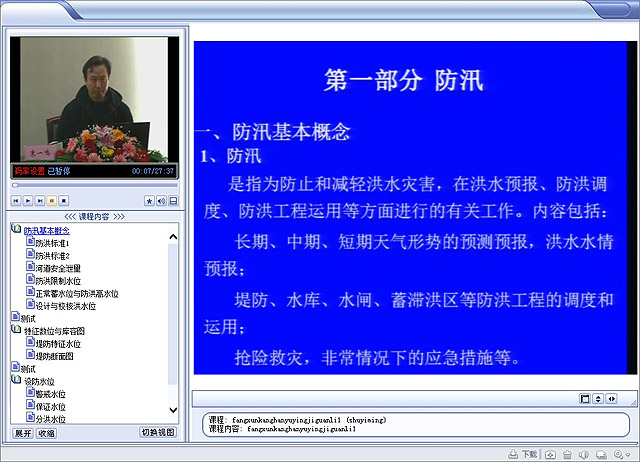 码率设置 已暂停 00:07/27:37
<<< 课程内容 >>>
防汛基本概念
防洪标准1
防洪标准2
河道安全泄量
防洪限制水位
正常蓄水位与防洪高水位
设计与校核洪水位
测试
特征数位与库容图
堤防特征水位
堤防断面图
测试
设防水位
警戒水位
保证水位
分洪水位
展开 收缩 切换视图
第一部分 防汛
一、防汛基本概念
1、防汛
是指为防止和减轻洪水灾害，在洪水预报、防洪调
度、防洪工程运用等方面进行的有关工作。内容包括：
长期、中期、短期天气形势的预测预报，洪水水情
预报；
堤防、水库、水闸、蓄滞洪区等防洪工程的调度和
运用；
抢险救灾，非常情况下的应急措施等。
课程: fangxunkanghanyuyingjiguanli1 (shuyiming)
课程内容: fangxunkanghanyuyingjiguanli1
下载